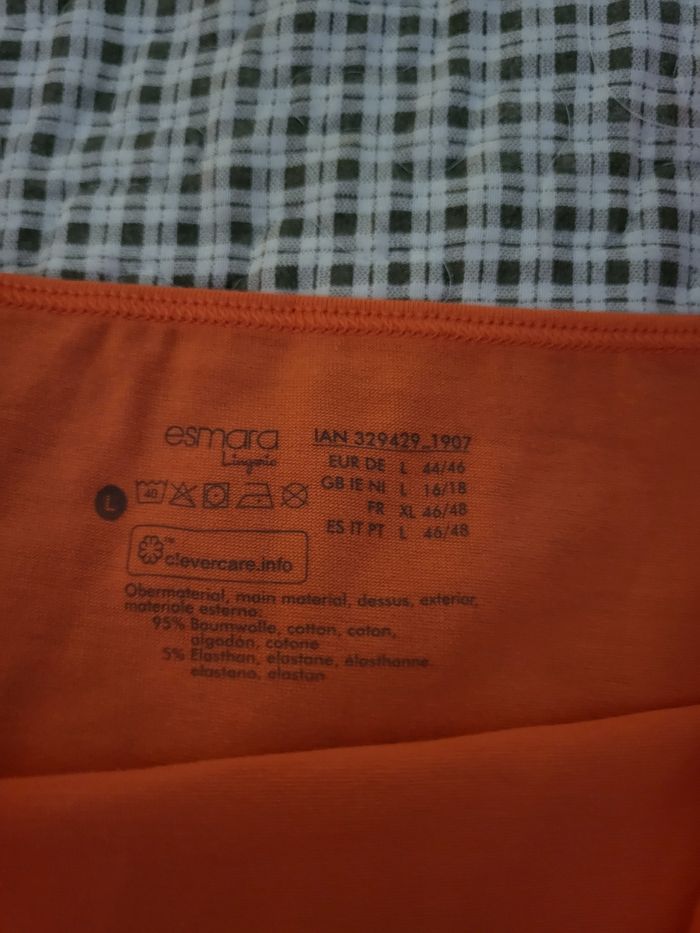 esmara
Lingerie
L
40
clevercare.info
TM
IAN 329429_1907
EUR DE L 44/46
GB IE NI L 16/18
FR XL 46/48
ES IT PT L 46/48
Obermaterial, main material, dessus, exterior,
materiale esterno:
95% Baumwolle, cotton, coton,
algodón, cotone
5% Elasthan, elastane, élasthanne
elastano, elastan